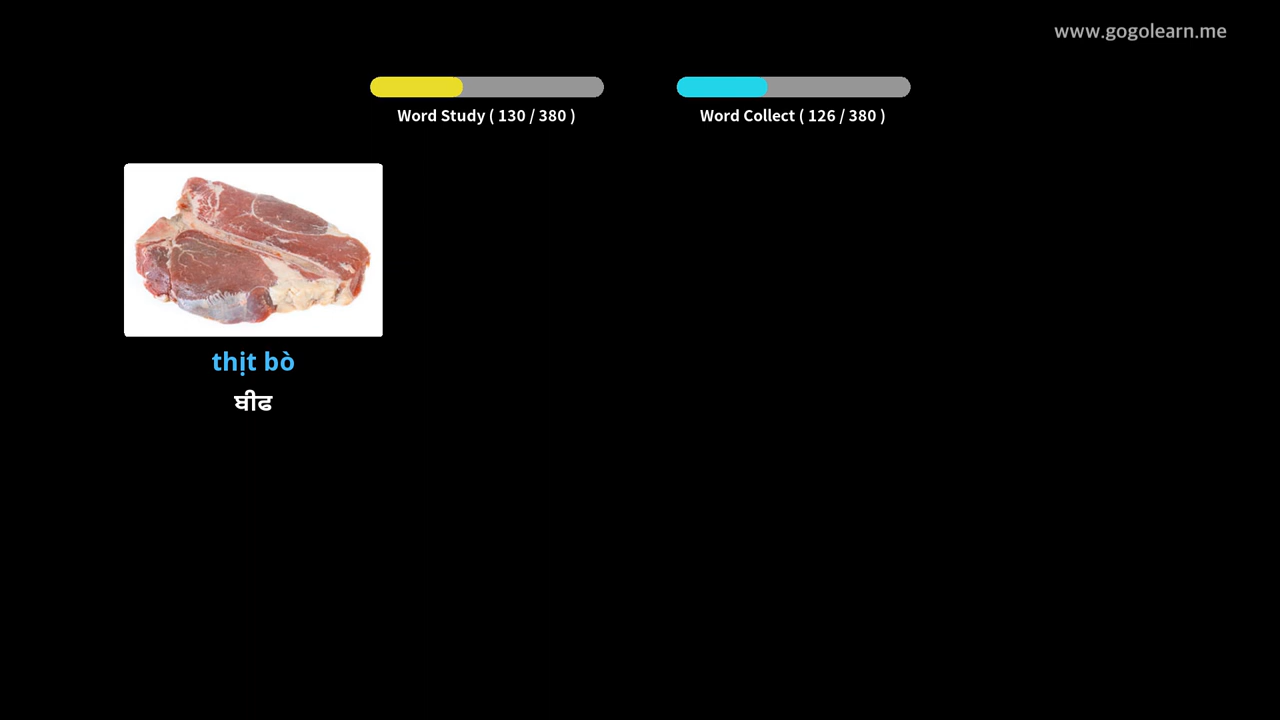 www.gogolearn.me
Word Study ( 130 / 380 )
Word Collect ( 126 / 380 )
thịt bò
बीफ